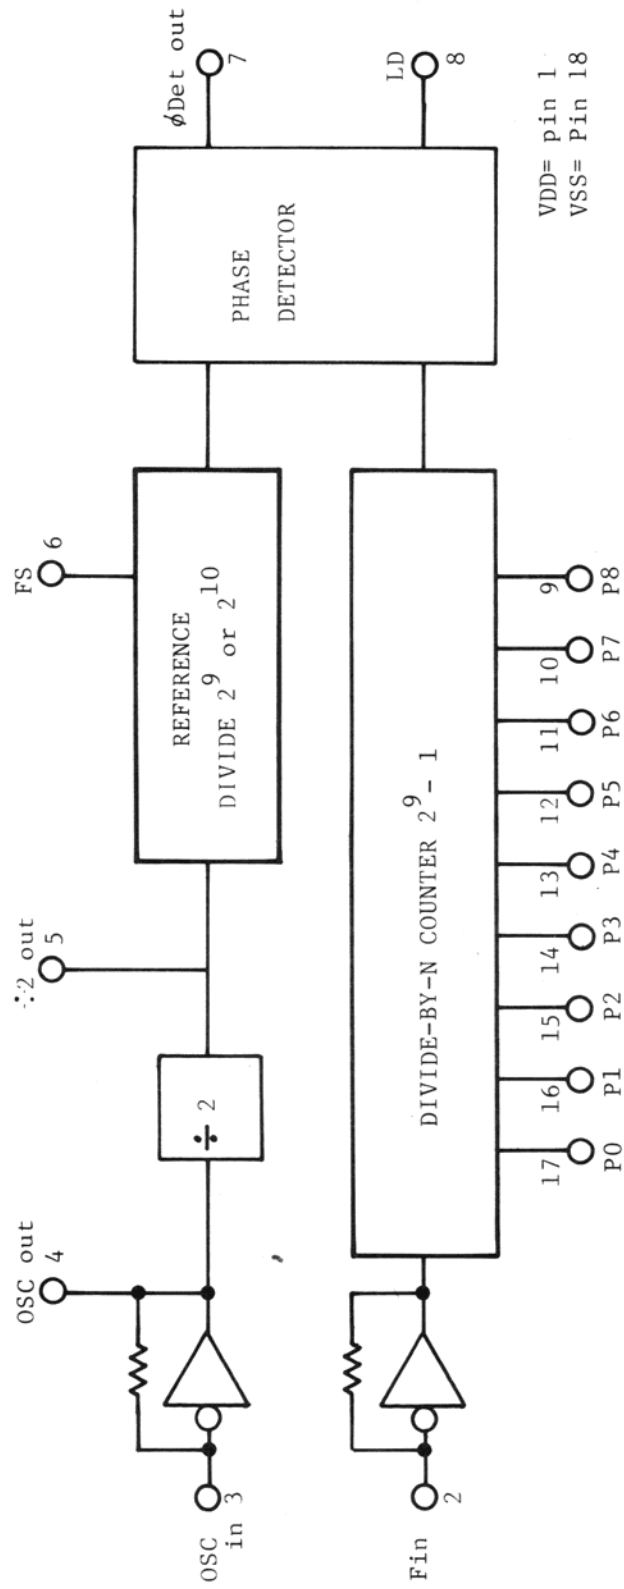 OSC in
3
OSC out
4
÷ 2
÷2 out
5
REFERENCE
DIVIDE 2^9 or 2^10
FS
6
PHASE
DETECTOR
ϕDet out
7
LD
8
Fin
2
DIVIDE-BY-N COUNTER 2^9 - 1
17
16
15
14
13
12
11
10
9
P0
P1
P2
P3
P4
P5
P6
P7
P8
VDD= pin 1
VSS= Pin 18